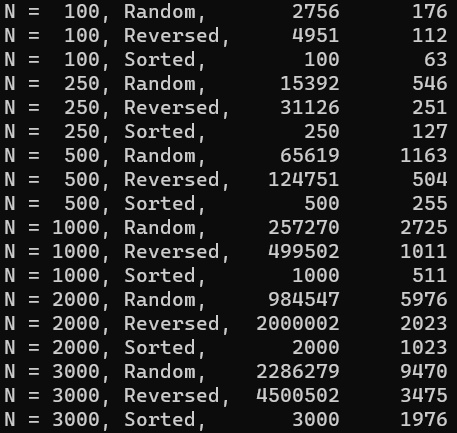 N =  100, Random,       2756      176
N =  100, Reversed,     4951      112
N =  100, Sorted,        100       63
N =  250, Random,      15392      546
N =  250, Reversed,    31126      251
N =  250, Sorted,        250      127
N =  500, Random,      65619     1163
N =  500, Reversed,   124751      504
N =  500, Sorted,        500      255
N = 1000, Random,     257270     2725
N = 1000, Reversed,   499502     1011
N = 1000, Sorted,       1000      511
N = 2000, Random,     984547     5976
N = 2000, Reversed,  2000002     2023
N = 2000, Sorted,       2000     1023
N = 3000, Random,    2286279     9470
N = 3000, Reversed,  4500502     3475
N = 3000, Sorted,       3000     1976